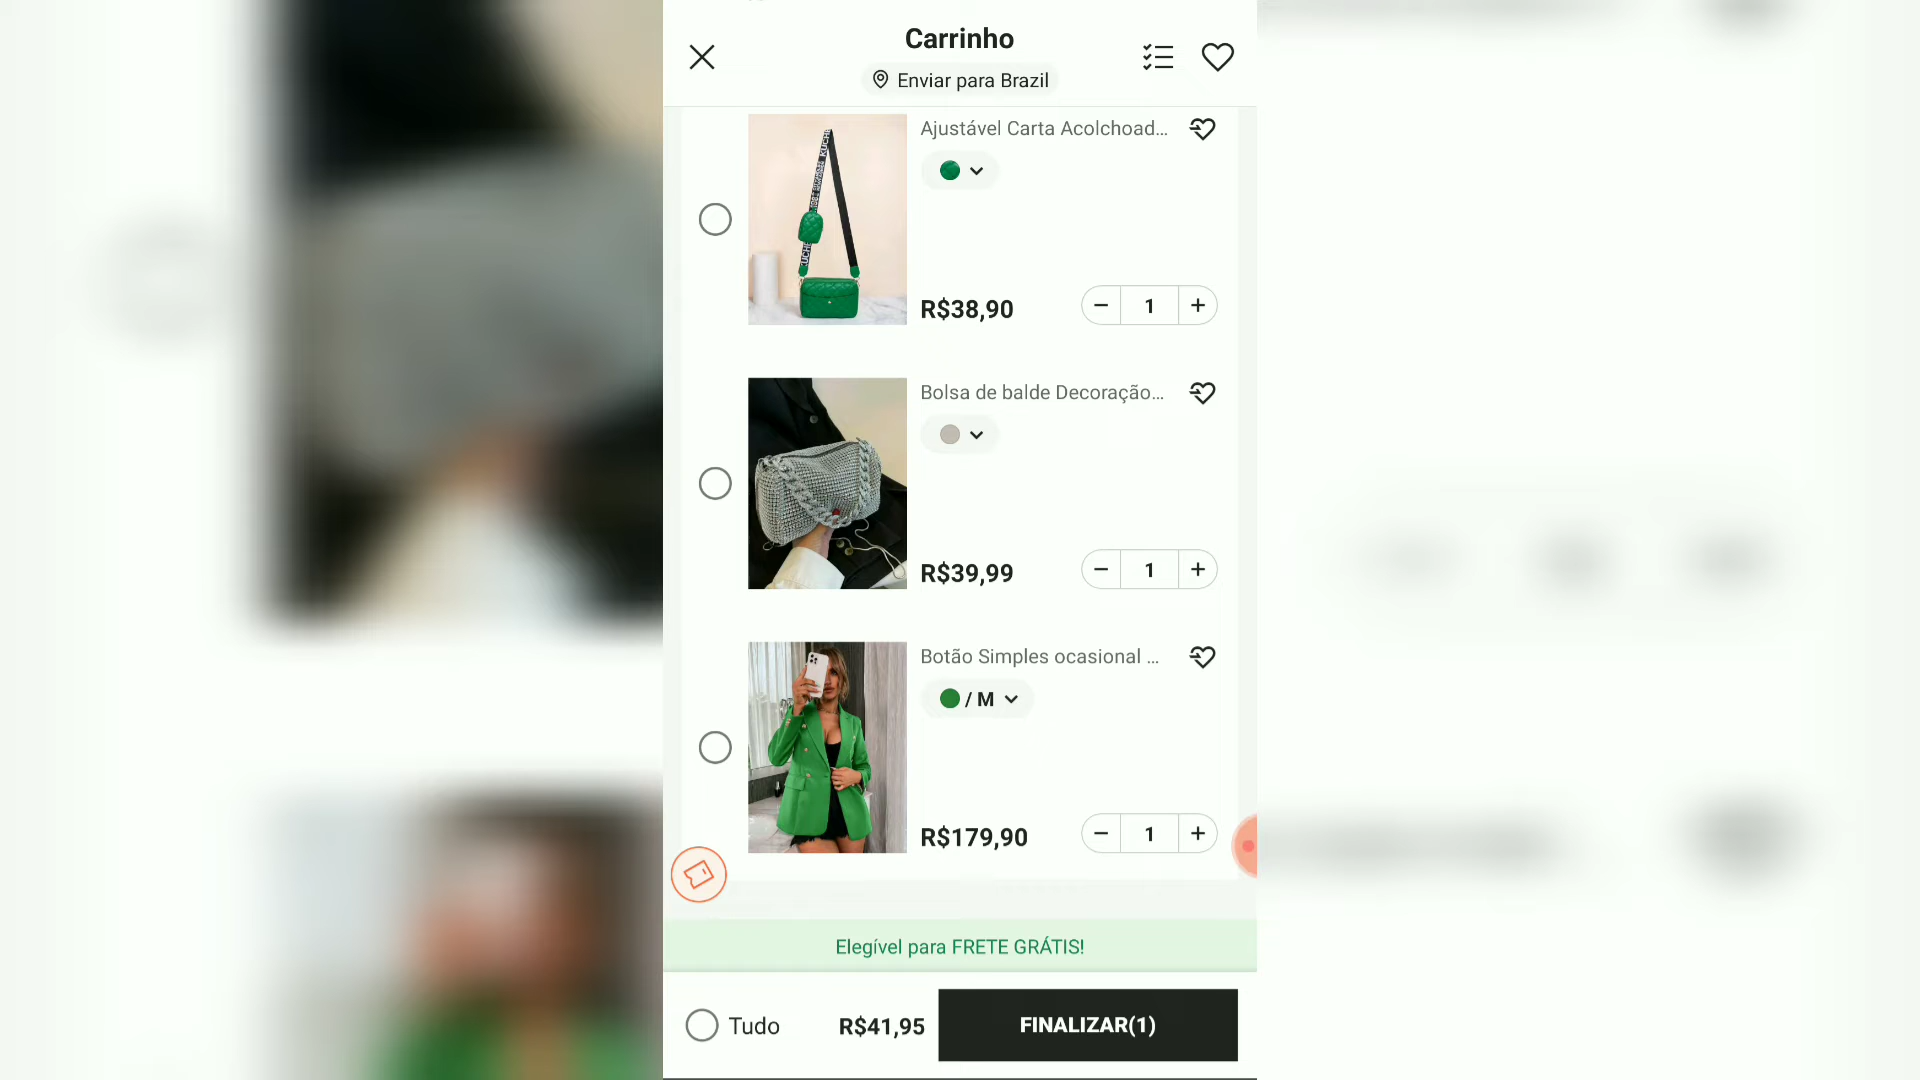 Carrinho
Enviar para Brazil
Ajustável Carta Acolchoad...
R$38,90
1
Bolsa de balde Decoração...
R$39,99
1
Botão Simples ocasional ...
/ M
R$179,90
1
Elegível para FRETE GRÁTIS!
Tudo
R$41,95
FINALIZAR(1)